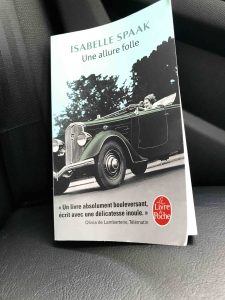 ISABELLE SPAAK
Une allure folle
« Un livre absolument bouleversant,
écrit avec une délicatesse inouïe. »
Olivia de Lamberterie, Télématin
Le
Livre
de
Poche